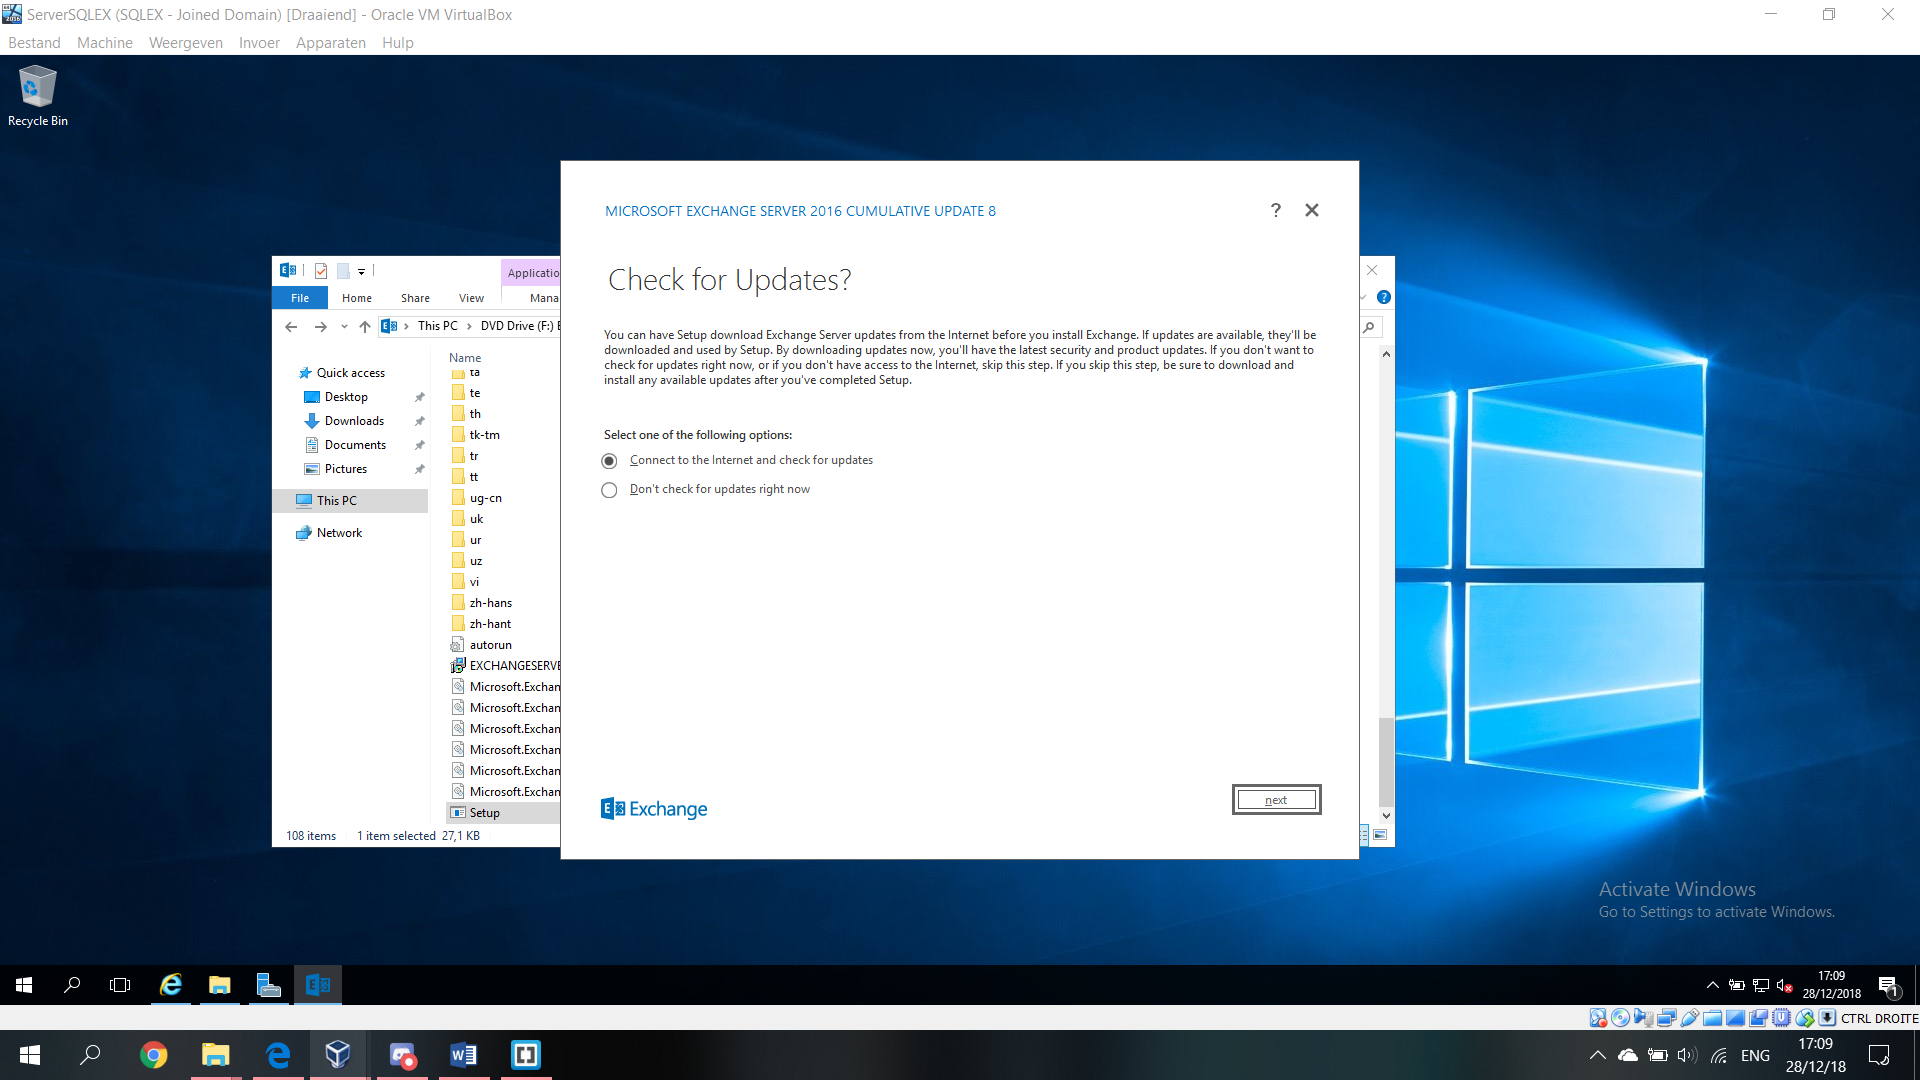 ServerSQLEX (SQLEX - Joined Domain) [Draaiend] - Oracle VM VirtualBox
Bestand Machine Weergeven Invoer Apparaten Hulp
Recycle Bin
MICROSOFT EXCHANGE SERVER 2016 CUMULATIVE UPDATE 8
?
Check for Updates?
You can have Setup download Exchange Server updates from the Internet before you install Exchange. If updates are available, they'll be
downloaded and used by Setup. By downloading updates now, you'll have the latest security and product updates. If you don't want to
check for updates right now, or if you don't have access to the Internet, skip this step. If you skip this step, be sure to download and
install any available updates after you've completed Setup.
Select one of the following options:
Connect to the Internet and check for updates
Don't check for updates right now
Exchange
next
Applicatio
File Home Share View Mana
This PC DVD Drive (F:) E
Name
Quick access
Desktop
Downloads
Documents
Pictures
This PC
Network
ta
te
th
tk-tm
tr
tt
ug-cn
uk
ur
uz
vi
zh-hans
zh-hant
autorun
EXCHANGESERVE
Microsoft.Exchan
Microsoft.Exchan
Microsoft.Exchan
Microsoft.Exchan
Microsoft.Exchan
Microsoft.Exchan
Setup
108 items 1 item selected 27,1 KB
Activate Windows
Go to Settings to activate Windows.
17:09
28/12/2018
1
CTRL DROITE
ENG
17:09
28/12/18